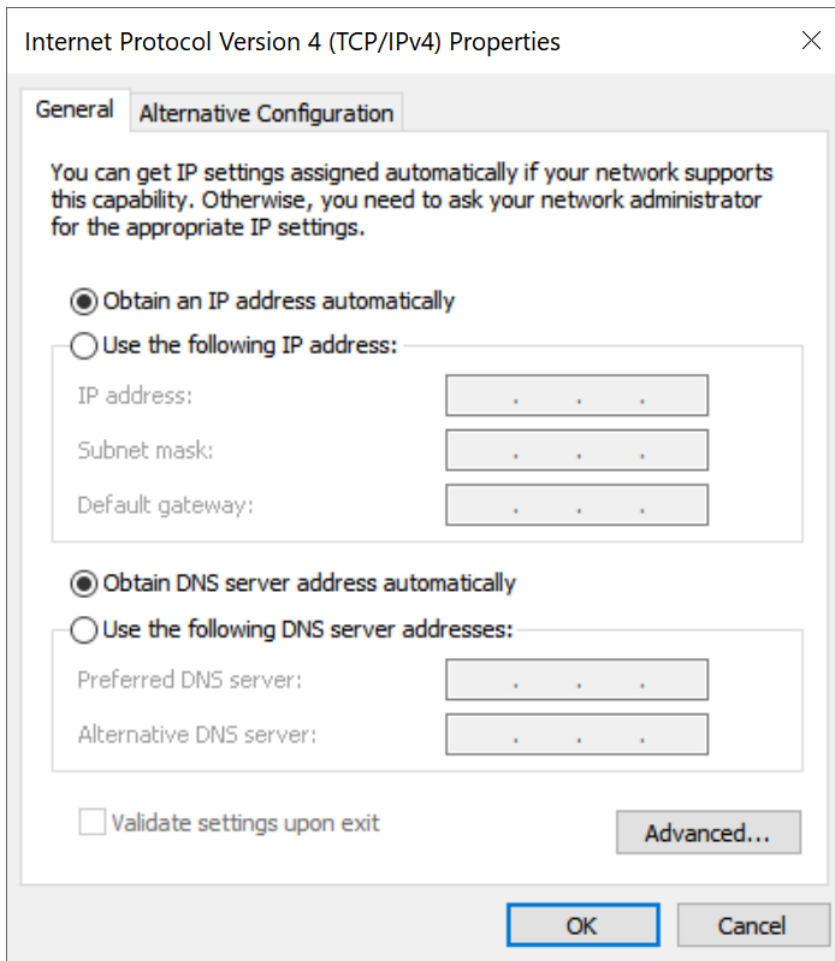 Internet Protocol Version 4 (TCP/IPv4) Properties
General
Alternative Configuration
You can get IP settings assigned automatically if your network supports
this capability. Otherwise, you need to ask your network administrator
for the appropriate IP settings.
Obtain an IP address automatically
Use the following IP address:
IP address:
Subnet mask:
Default gateway:
Obtain DNS server address automatically
Use the following DNS server addresses:
Preferred DNS server:
Alternative DNS server:
Validate settings upon exit
Advanced...
OK
Cancel